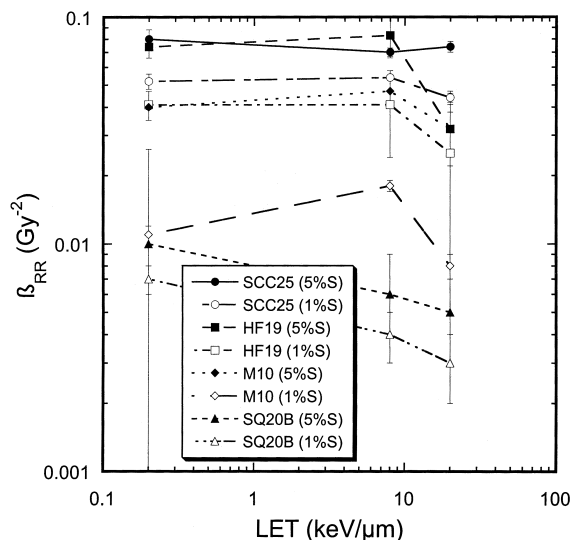 0.1
0.01
0.001
ß_RR (Gy^-2)
SCC25 (5%S)
SCC25 (1%S)
HF19 (5%S)
HF19 (1%S)
M10 (5%S)
M10 (1%S)
SQ20B (5%S)
SQ20B (1%S)
0.1 1 10 100
LET (keV/µm)